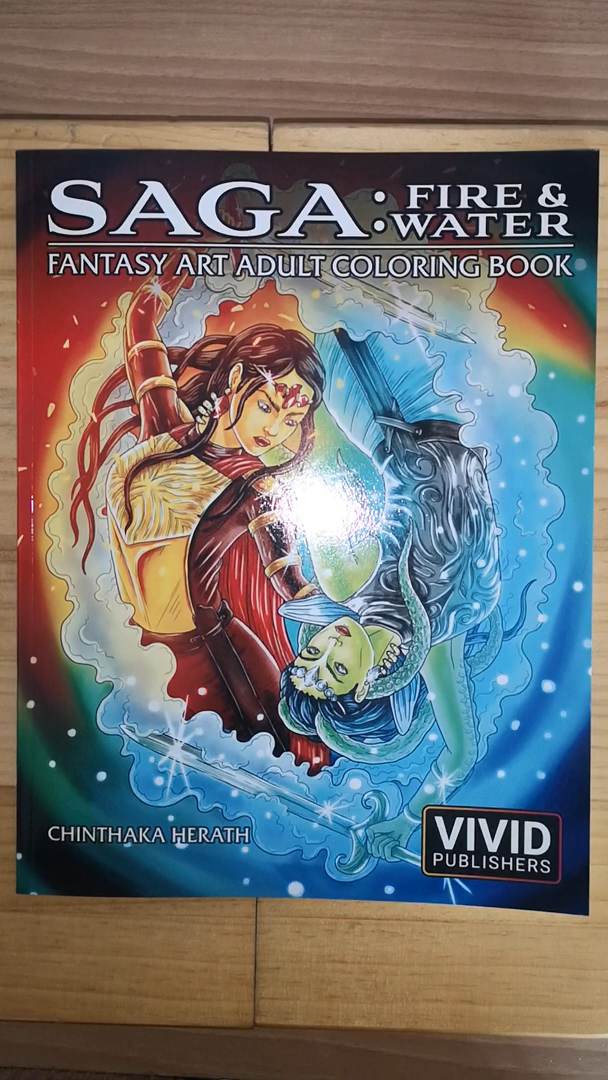 SAGA: FIRE &
WATER
FANTASY ART ADULT COLORING BOOK
CHINTHAKA HERATH
VIVID
PUBLISHERS